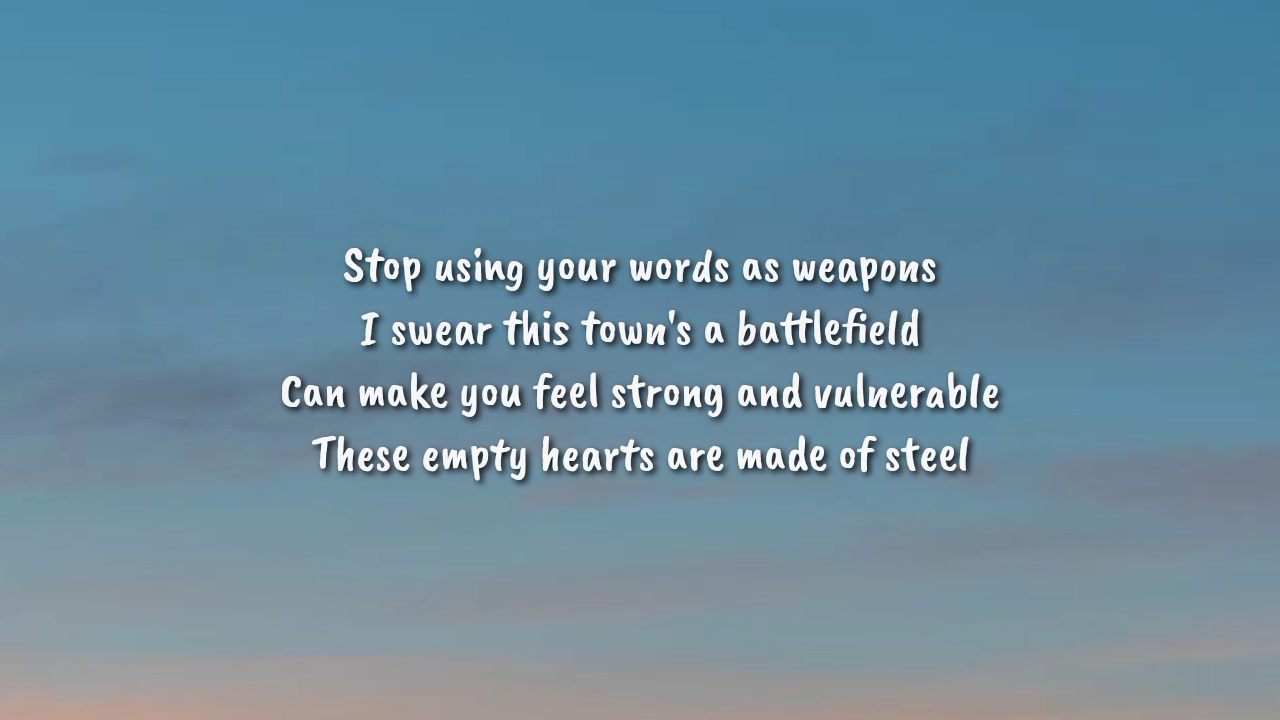 Stop using your words as weapons
I swear this town's a battlefield
Can make you feel strong and vulnerable
These empty hearts are made of steel